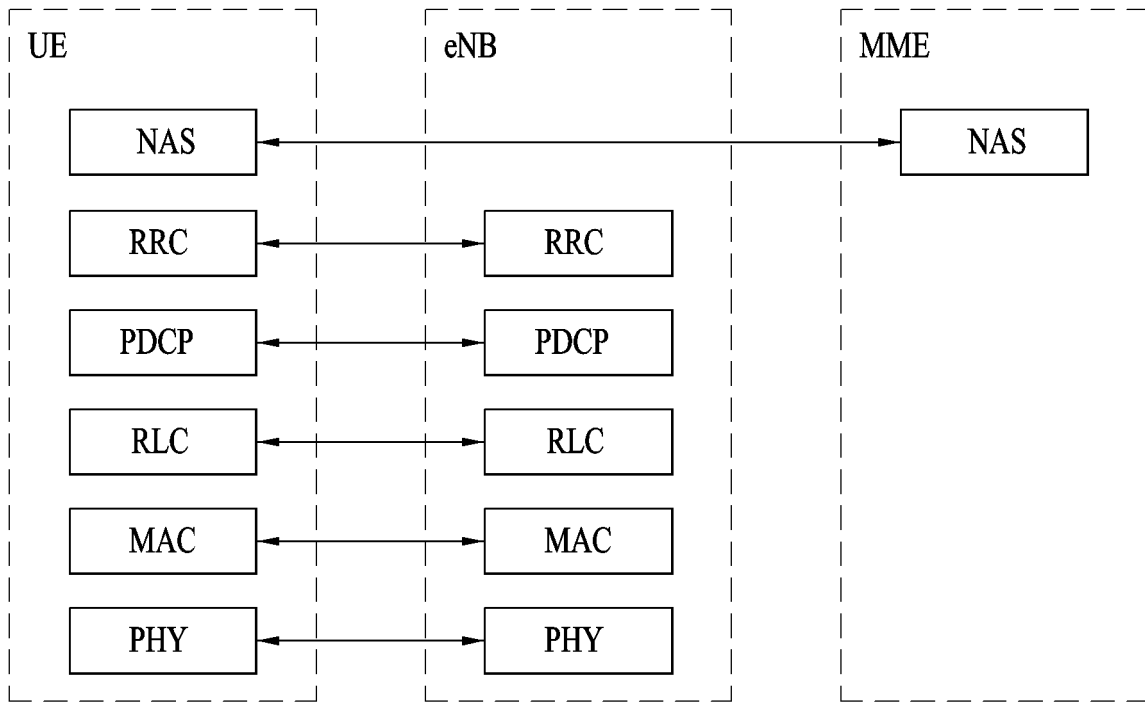 UE eNB MME
NAS NAS
RRC RRC
PDCP PDCP
RLC RLC
MAC MAC
PHY PHY